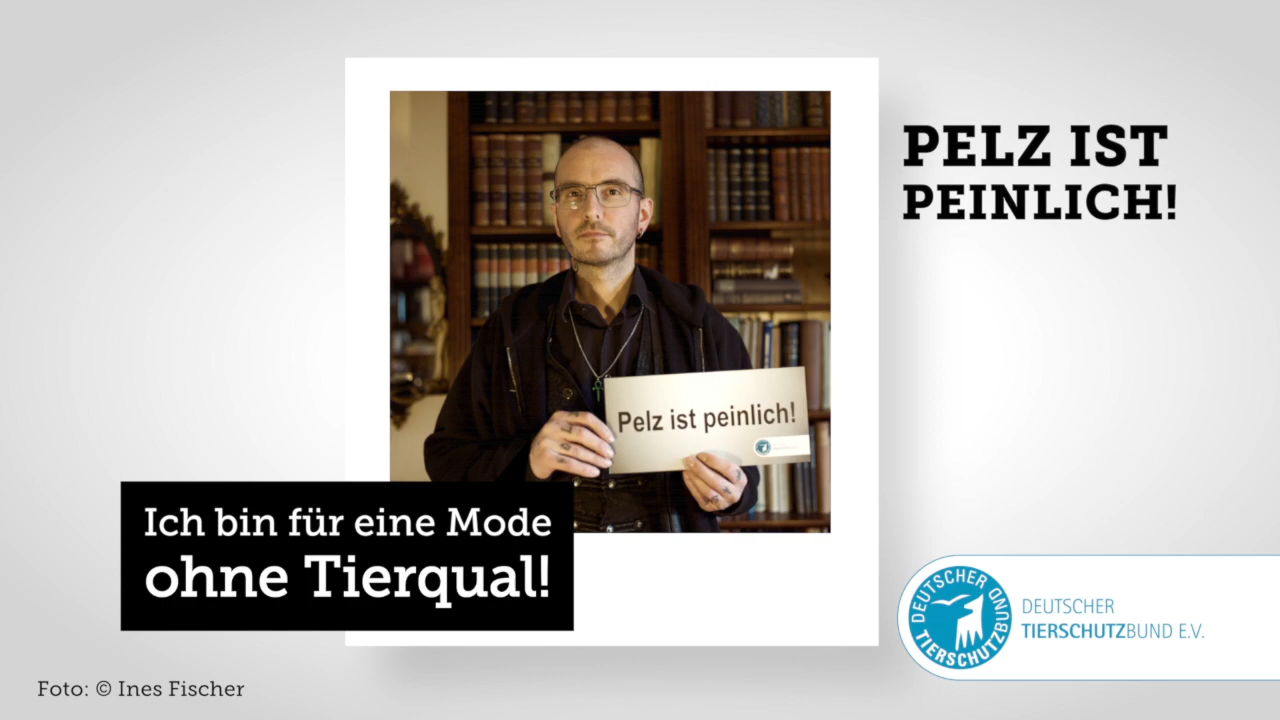 PELZ IST
PEINLICH!
Pelz ist peinlich!
Ich bin für eine Mode
ohne Tierqual!
DEUTSCHER
TIERSCHUTZBUND
DEUTSCHER
TIERSCHUTZBUND E.V.
Foto: © Ines Fischer